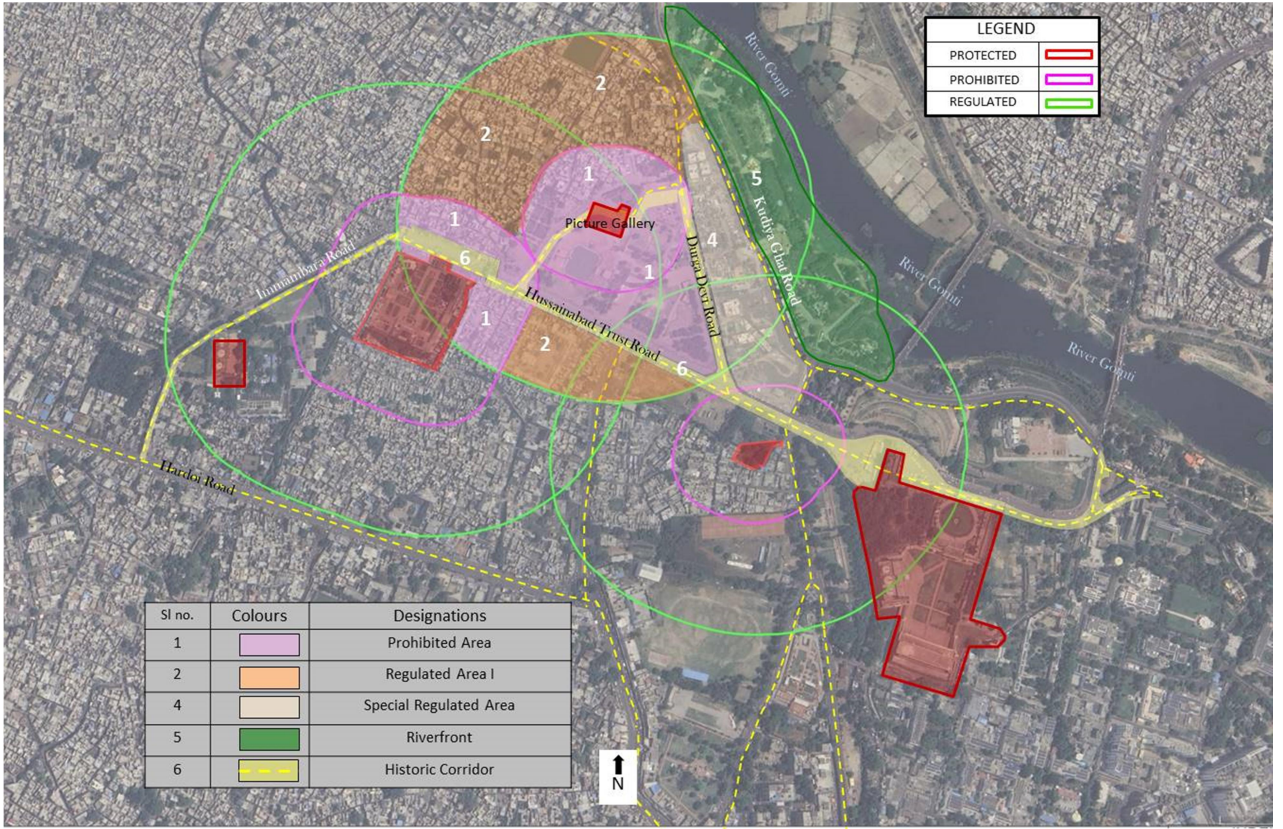 LEGEND
PROTECTED
PROHIBITED
REGULATED
River Gomti
2
2
1
5
Kudiya Ghat Road
1
Picture Gallery
4
Durga Devi Road
6
1
Immambara Road
River Gomti
Hussainabad Trust Road
1
2
River Gomti
6
Hardoi Road
Sl no. Colours Designations
1 Prohibited Area
2 Regulated Area I
4 Special Regulated Area
5 Riverfront
6 Historic Corridor
N